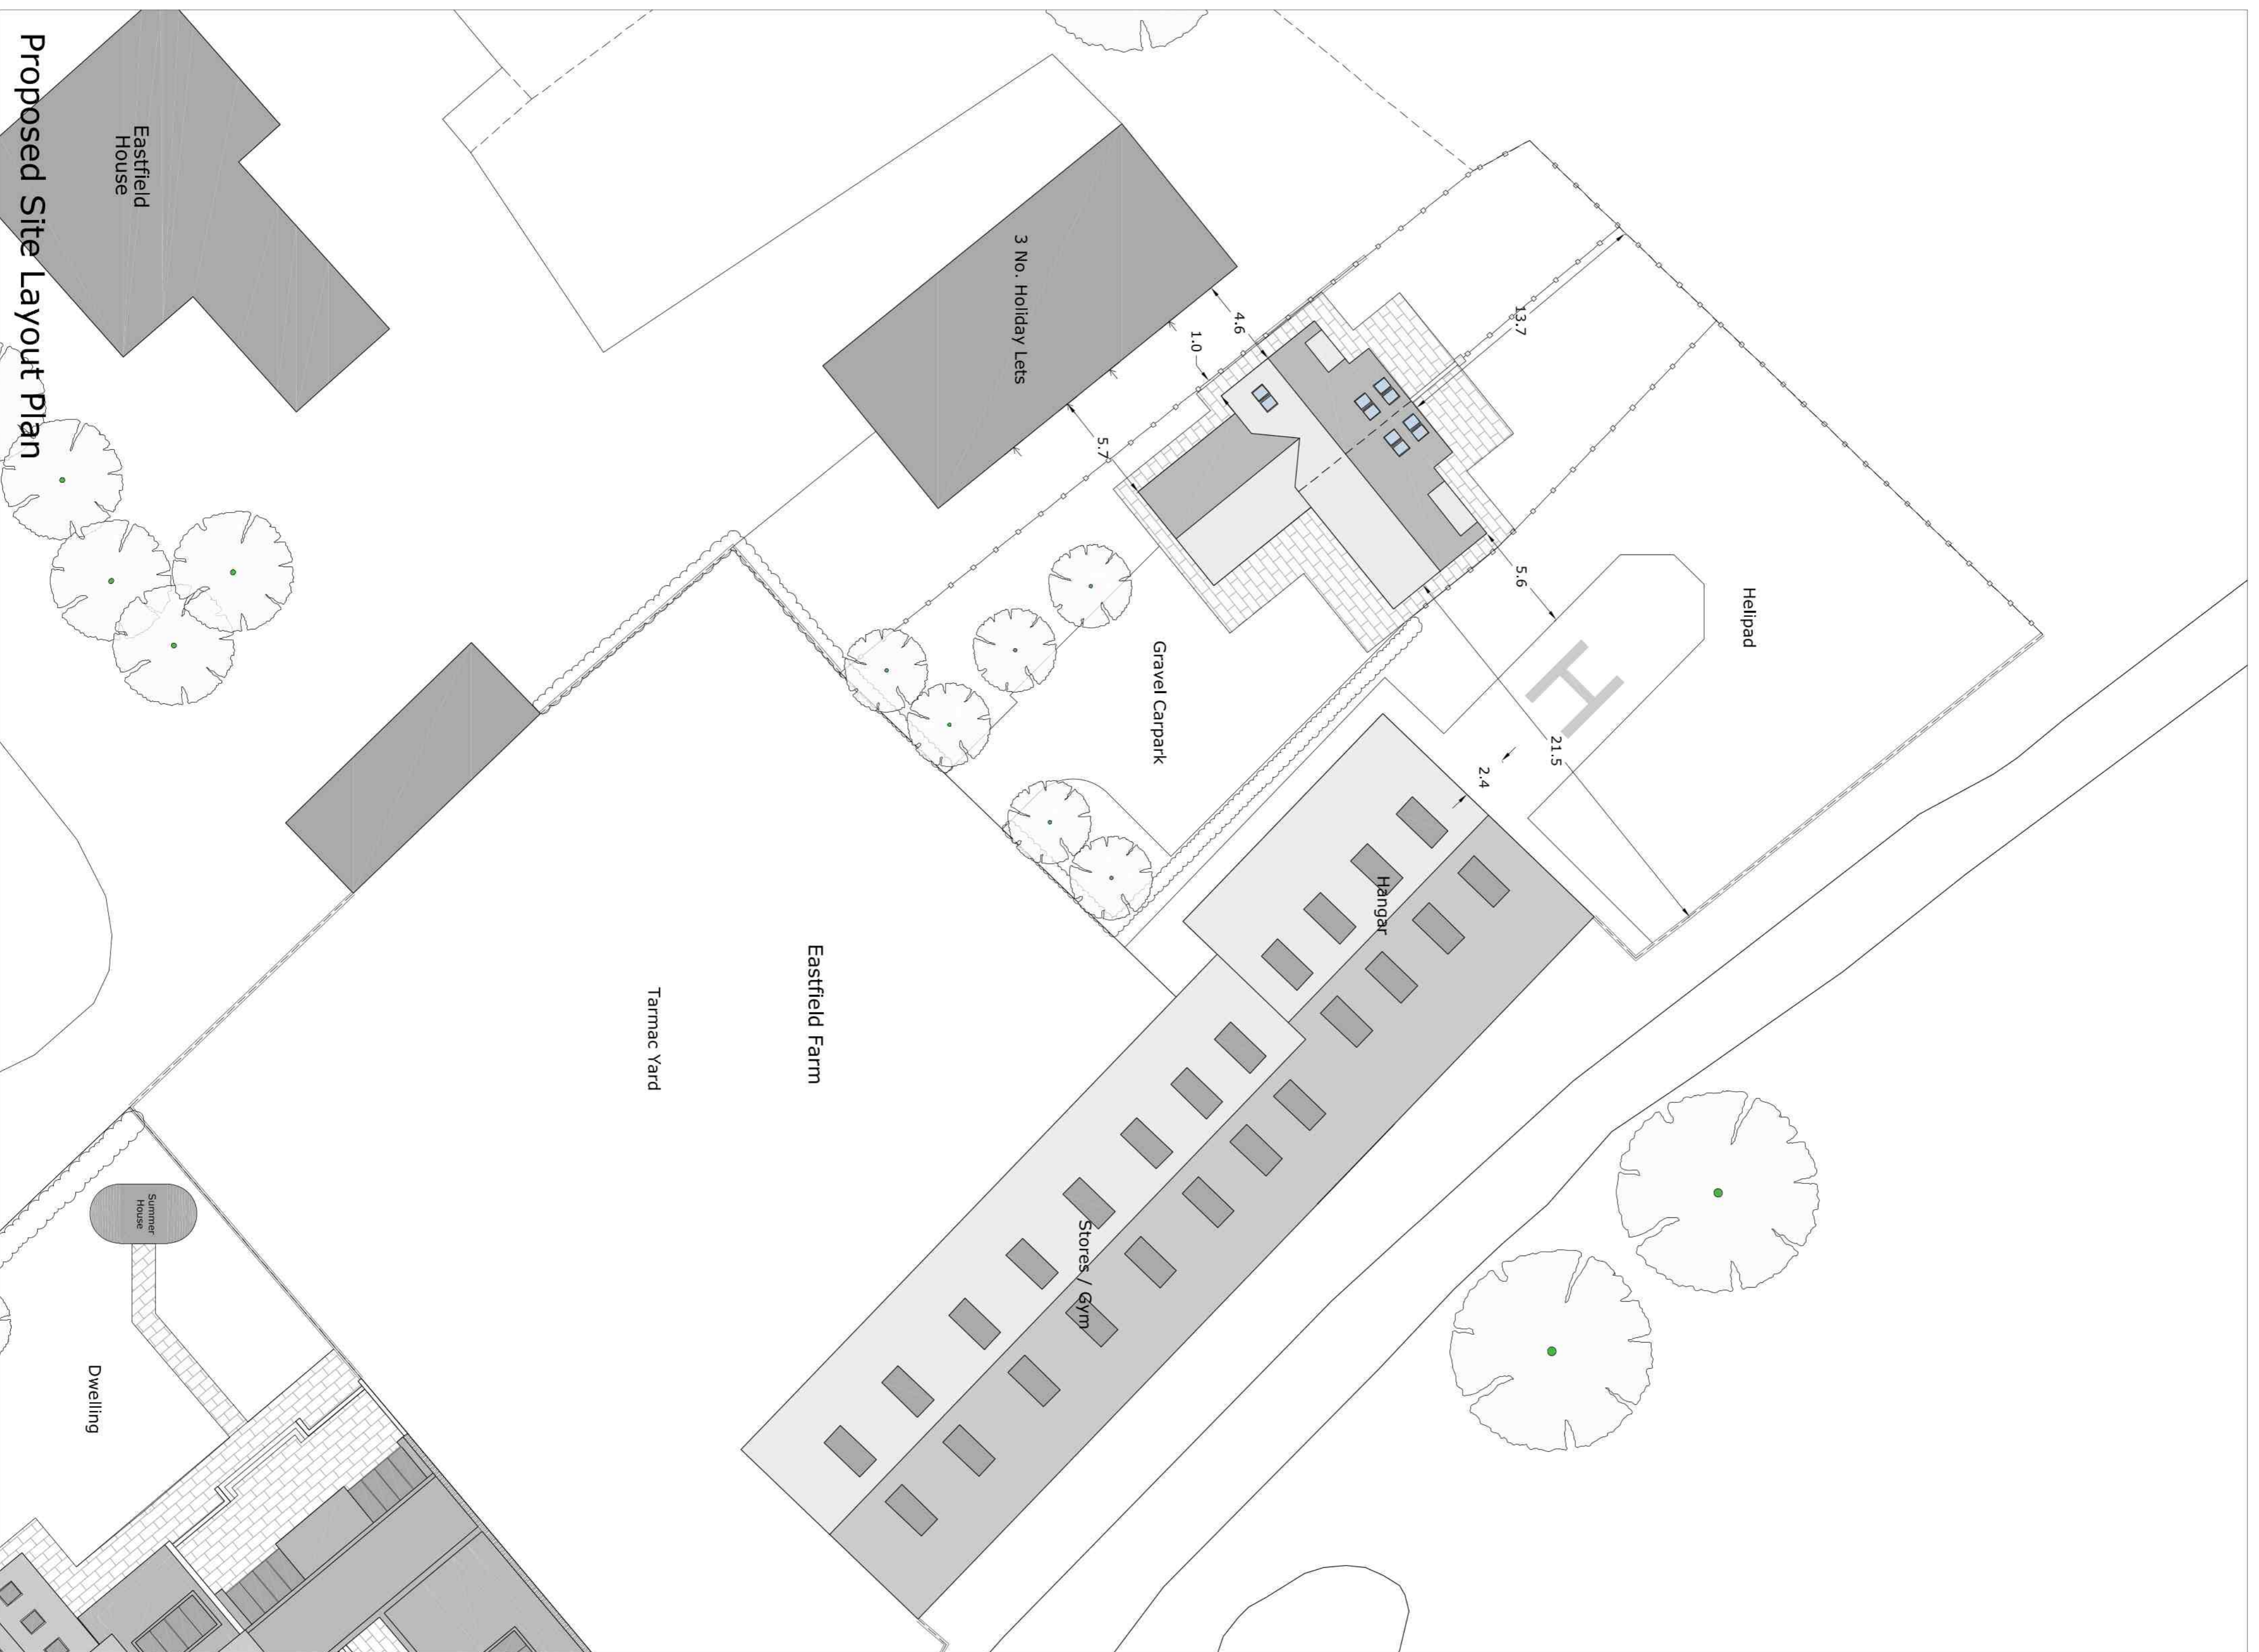 Proposed Site Layout Plan
Eastfield
House
3 No. Holiday Lets
4.6
1.0
5.7
13.7
5.6
21.5
2.4
Helipad
H
Gravel Carpark
Hangar
Eastfield Farm
Tarmac Yard
Stores / Gym
Summer
House
Dwelling